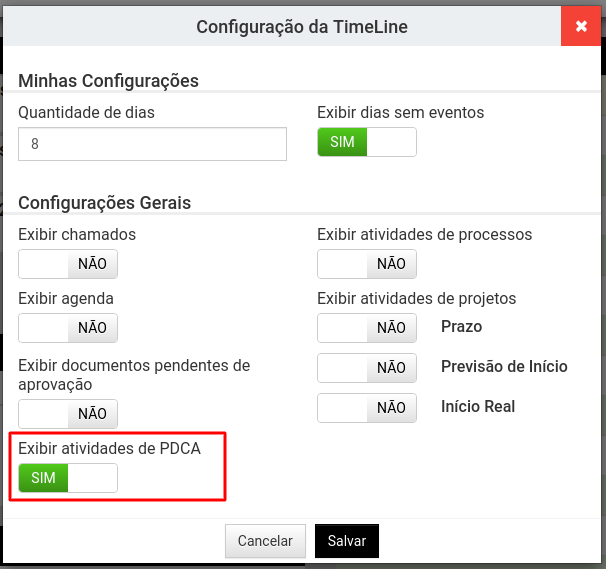 Configuração da TimeLine
Minhas Configurações
Quantidade de dias
8
Exibir dias sem eventos
SIM
Configurações Gerais
Exibir chamados
NÃO
Exibir atividades de processos
NÃO
Exibir agenda
NÃO
Exibir atividades de projetos
NÃO Prazo
Exibir documentos pendentes de
aprovação
NÃO
NÃO Previsão de Início
NÃO Início Real
Exibir atividades de PDCA
SIM
Cancelar Salvar